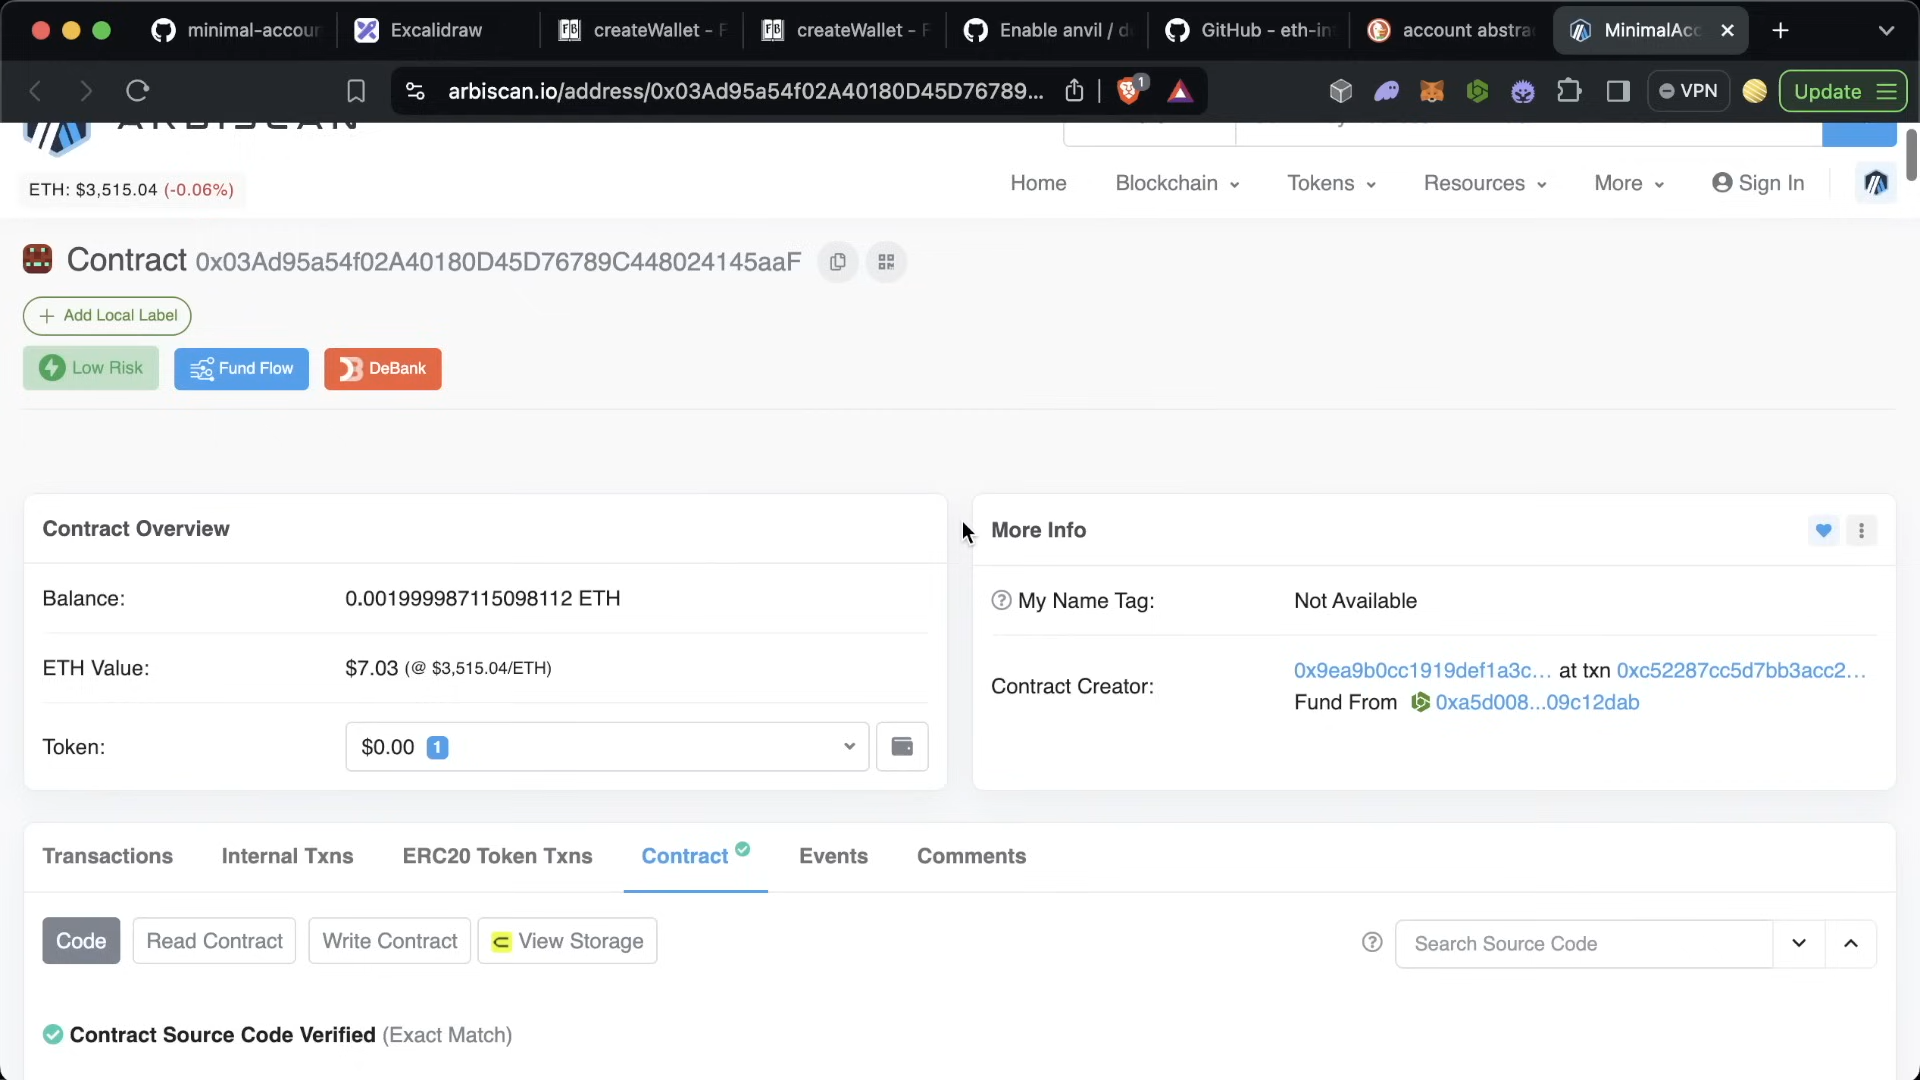 minimal-accour
Excalidraw
createWallet - F
createWallet - F
Enable anvil / d
GitHub - eth-in
account abstra
MinimalAcc
arbiscan.io/address/0x03Ad95a54f02A40180D45D76789...
1
VPN
Update
ARBISCAN
ETH: $3,515.04 (-0.06%)
Home
Blockchain
Tokens
Resources
More
Sign In
Contract 0x03Ad95a54f02A40180D45D76789C448024145aaF
+ Add Local Label
Low Risk
Fund Flow
DeBank
Contract Overview
Balance: 0.001999987115098112 ETH
ETH Value: $7.03 (@ $3,515.04/ETH)
Token: $0.00 1
More Info
My Name Tag: Not Available
Contract Creator: 0x9ea9b0cc1919def1a3c... at txn 0xc52287cc5d7bb3acc2...
Fund From 0xa5d008...09c12dab
Transactions
Internal Txns
ERC20 Token Txns
Contract
Events
Comments
Code
Read Contract
Write Contract
View Storage
Search Source Code
Contract Source Code Verified (Exact Match)